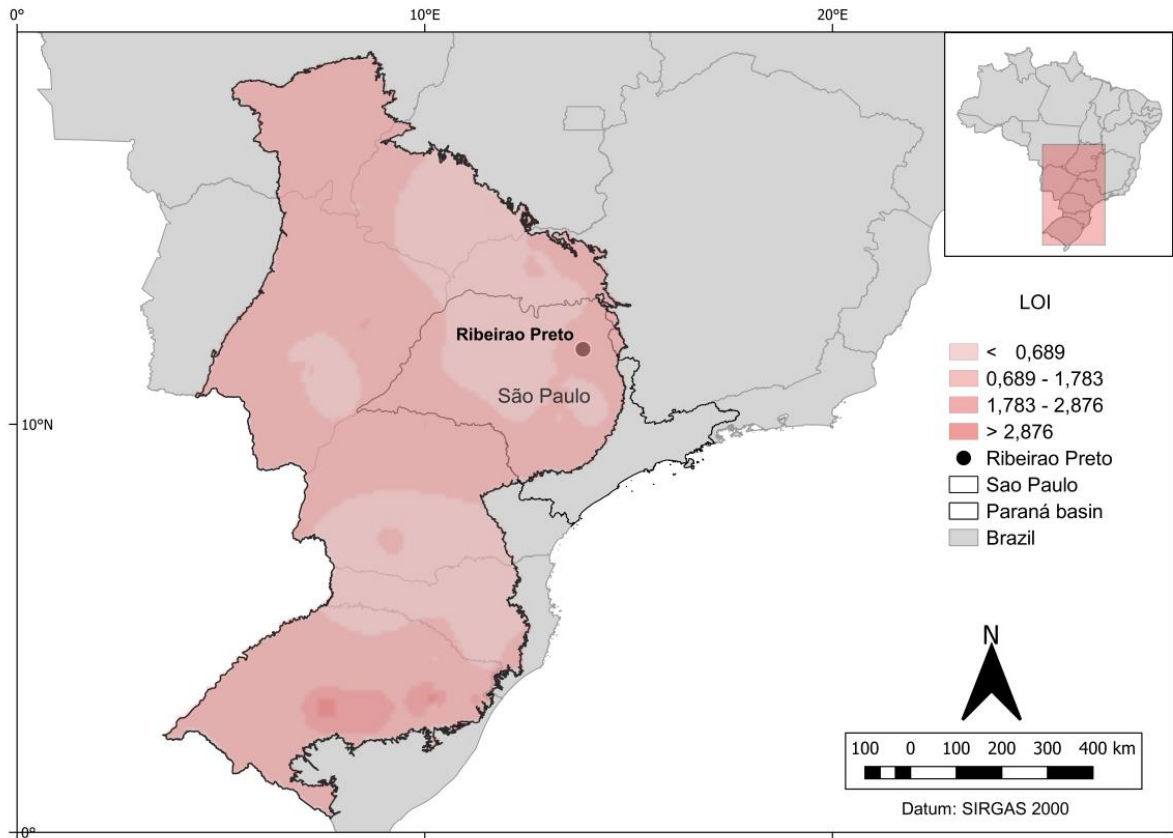 0°
10°E
20°E
Ribeirao Preto
São Paulo
10°N
0°
LOI
< 0,689
0,689 - 1,783
1,783 - 2,876
> 2,876
Ribeirao Preto
Sao Paulo
Paraná basin
Brazil
N
100 0 100 200 300 400 km
Datum: SIRGAS 2000